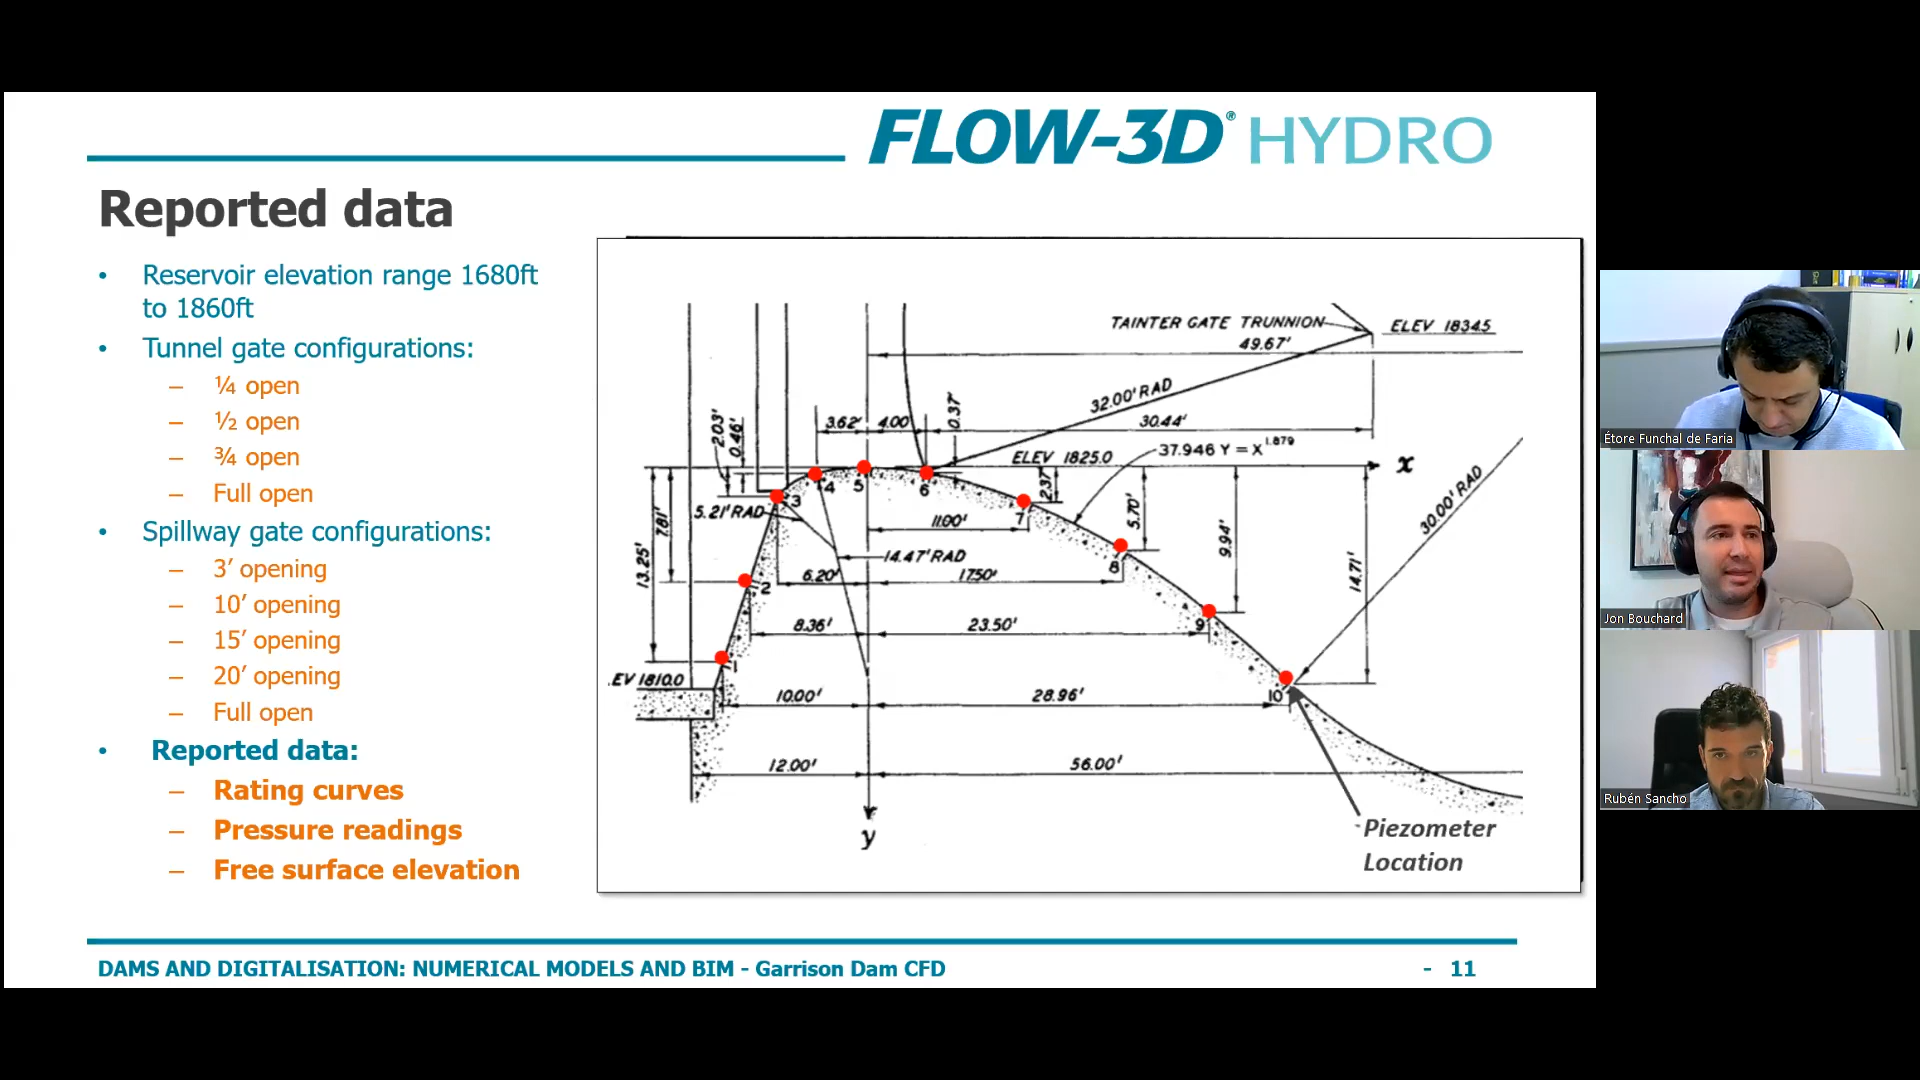 FLOW-3D® HYDRO
Reported data
• Reservoir elevation range 1680ft
to 1860ft
• Tunnel gate configurations:
– ¼ open
– ½ open
– ¾ open
– Full open
• Spillway gate configurations:
– 3’ opening
– 10’ opening
– 15’ opening
– 20’ opening
– Full open
• Reported data:
– Rating curves
– Pressure readings
– Free surface elevation
TAINTER GATE TRUNNION
ELEV 1834.5
49.67'
32.00' RAD
30.44'
2.03'
0.46'
3.62'
4.00'
0.37'
37.946 Y = X^1.879
ELEV 1825.0
x
3
4
5
6
7
2.37'
5.21' RAD
7.81'
13.25'
11.00'
14.47' RAD
5.70'
9.94'
14.71'
30.00' RAD
8
2
6.20'
17.50'
8.36'
23.50'
9
1
EV 1810.0
10.00'
28.96'
10
12.00'
56.00'
y
Piezometer
Location
DAMS AND DIGITALISATION: NUMERICAL MODELS AND BIM - Garrison Dam CFD
- 11
Étore Funchal de Faria
Jon Bouchard
Rubén Sancho